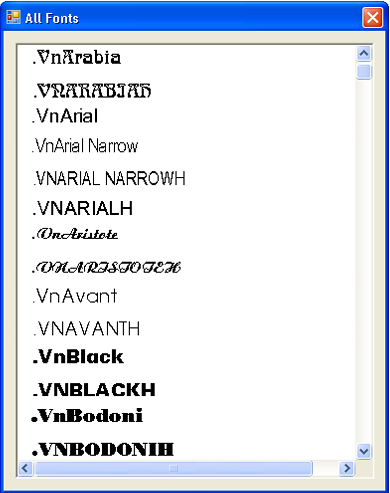 All Fonts
.VnArabia
.VNARABIAH
.VnArial
.VnArial Narrow
.VNARIAL NARROWH
.VNARIALH
.VnAristote
.VNARISTOTEH
.VnAvant
.VNAVANTH
.VnBlack
.VNBLACKH
.VnBodoni
.VNBODONIH